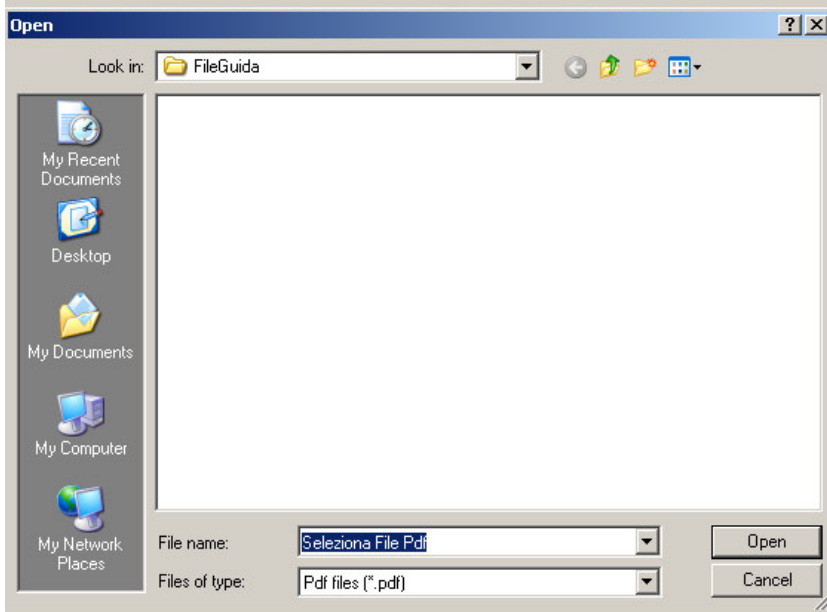 Open
Look in: FileGuida
My Recent
Documents
Desktop
My Documents
My Computer
My Network
Places
File name: Seleziona File Pdf Open
Files of type: Pdf files (*.pdf) Cancel